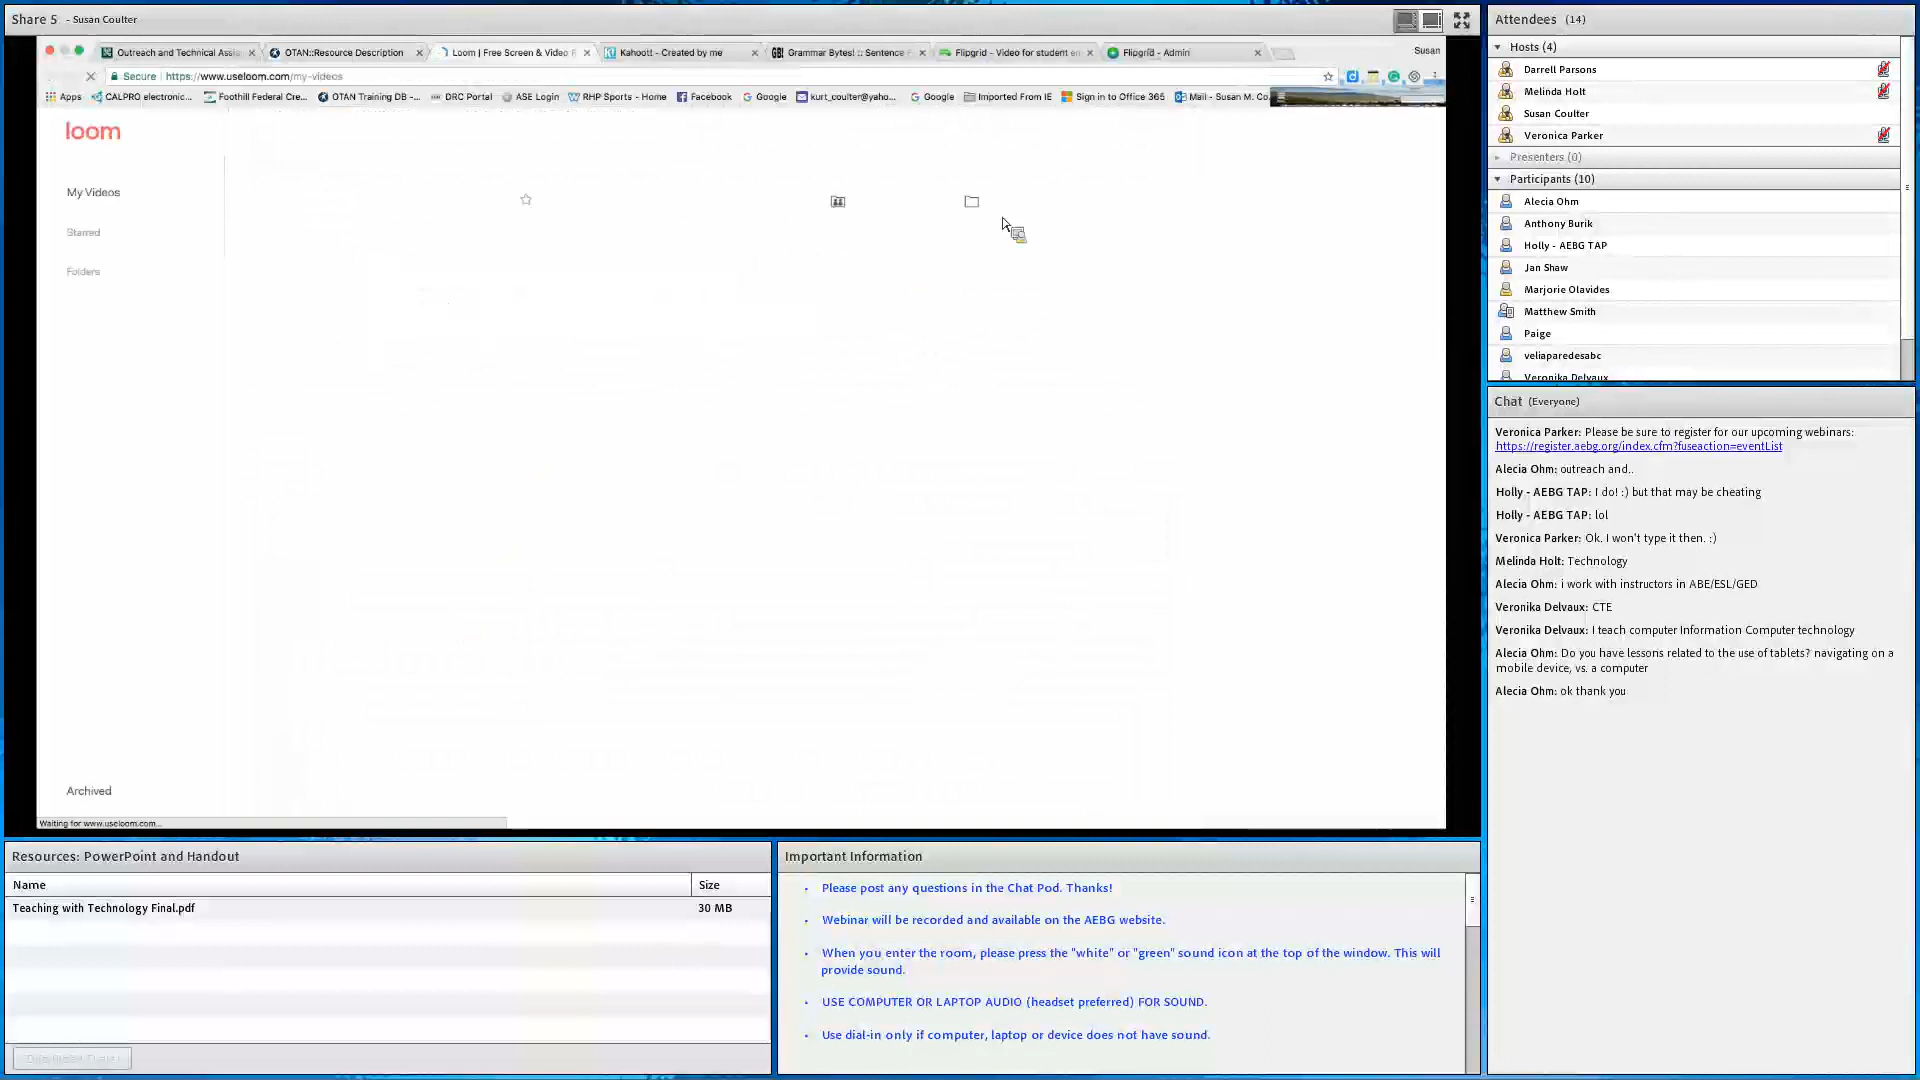 Share 5 - Susan Coulter
Outreach and Technical Assis
OTAN::Resource Description
Loom | Free Screen & Video F
Kahoot! - Created by me
Grammar Bytes! :: Sentence F
Flipgrid - Video for student en
Flipgrid - Admin
Susan
Secure https://www.useloom.com/my-videos
Apps
CALPRO electronic...
Foothill Federal Cre...
OTAN Training DB -...
DRC Portal
ASE Login
RHP Sports - Home
Facebook
Google
kurt_coulter@yaho...
Google
Imported From IE
Sign in to Office 365
Mail - Susan M. Co
loom
My Videos
Starred
Folders
Archived
Waiting for www.useloom.com...
Attendees (14)
Hosts (4)
Darrell Parsons
Melinda Holt
Susan Coulter
Veronica Parker
Presenters (0)
Participants (10)
Alecia Ohm
Anthony Burik
Holly - AEBG TAP
Jan Shaw
Marjorie Olavides
Matthew Smith
Paige
veliaparedesabc
Veronika Delvaux
Chat (Everyone)
Veronica Parker: Please be sure to register for our upcoming webinars:
https://register.aebg.org/index.cfm?fuseaction=eventList
Alecia Ohm: outreach and..
Holly - AEBG TAP: I do! :) but that may be cheating
Holly - AEBG TAP: lol
Veronica Parker: Ok. I won't type it then. :)
Melinda Holt: Technology
Alecia Ohm: i work with instructors in ABE/ESL/GED
Veronika Delvaux: CTE
Veronika Delvaux: I teach computer Information Computer technology
Alecia Ohm: Do you have lessons related to the use of tablets? navigating on a
mobile device, vs. a computer
Alecia Ohm: ok thank you
Resources: PowerPoint and Handout
Name Size
Teaching with Technology Final.pdf 30 MB
Important Information
• Please post any questions in the Chat Pod. Thanks!
• Webinar will be recorded and available on the AEBG website.
• When you enter the room, please press the "white" or "green" sound icon at the top of the window. This will
provide sound.
• USE COMPUTER OR LAPTOP AUDIO (headset preferred) FOR SOUND.
• Use dial-in only if computer, laptop or device does not have sound.